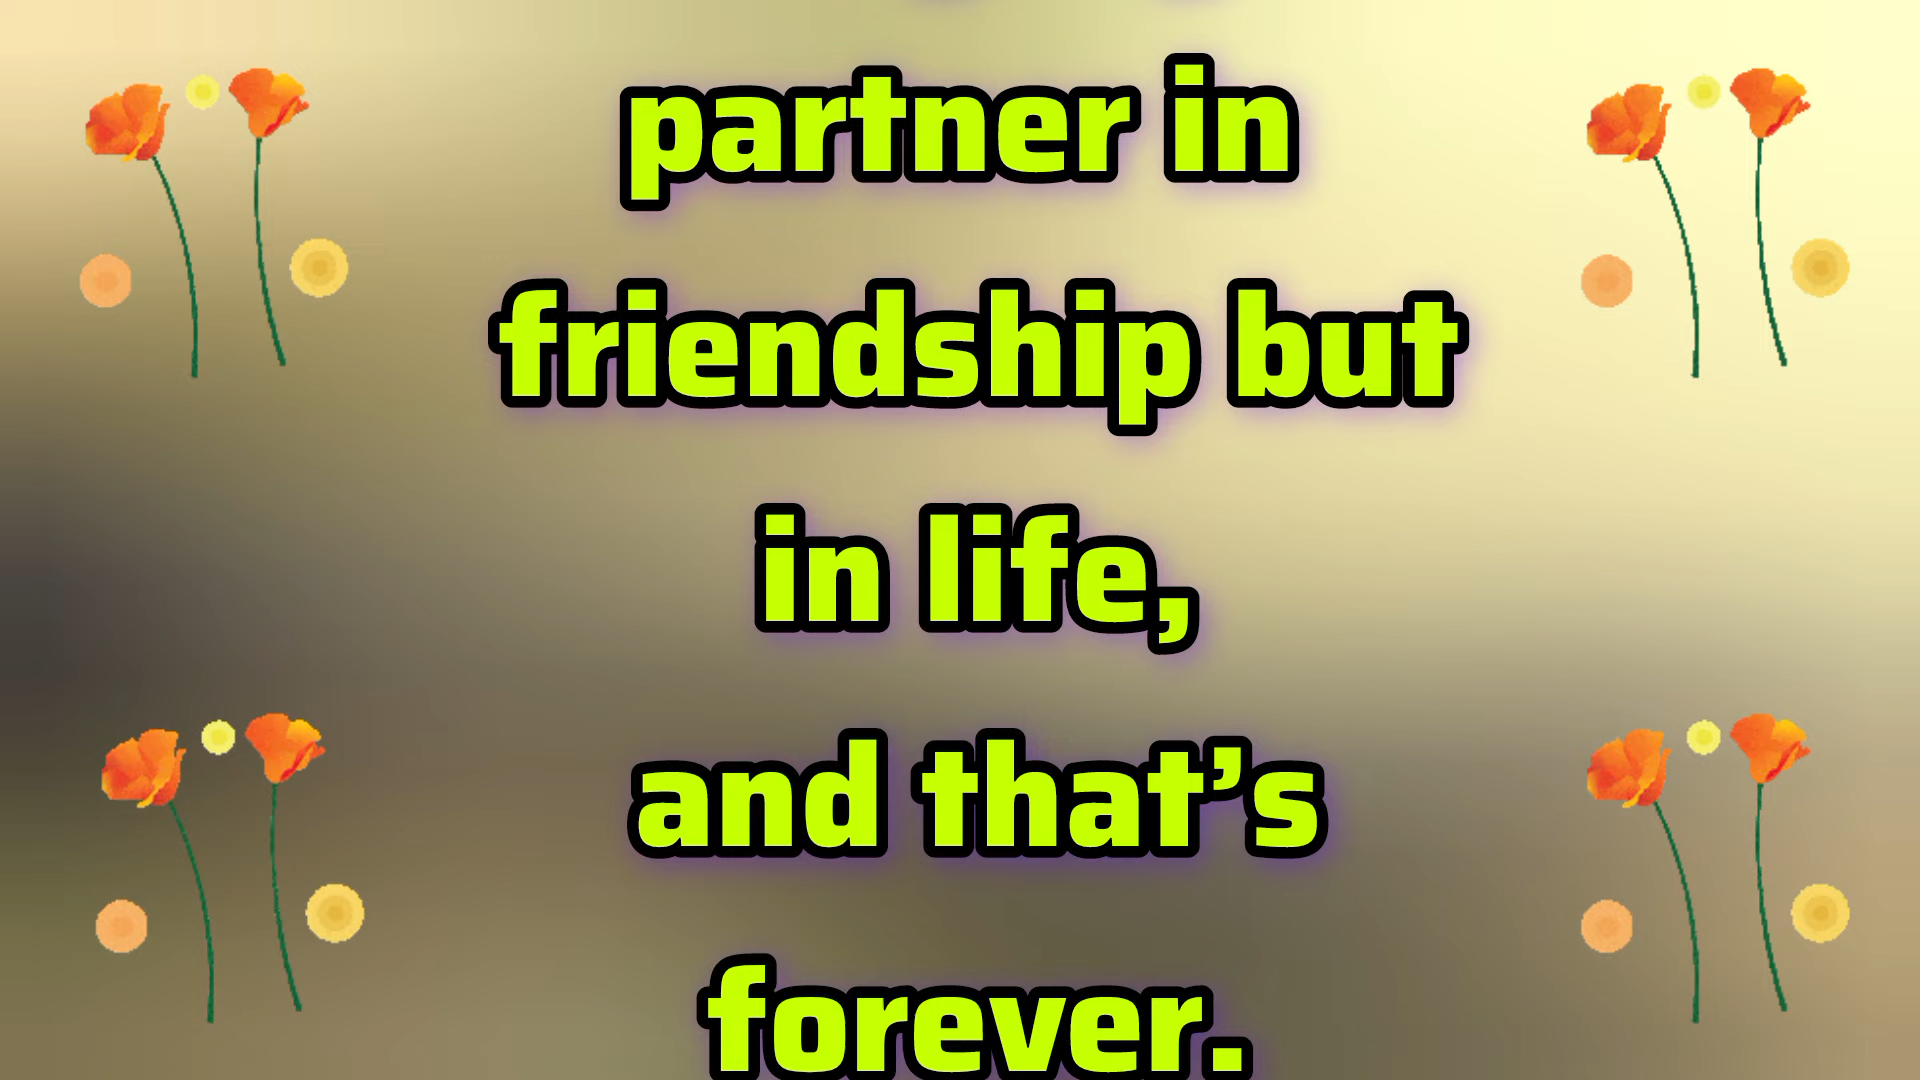 partner in
friendship but
in life,
and that’s
forever.